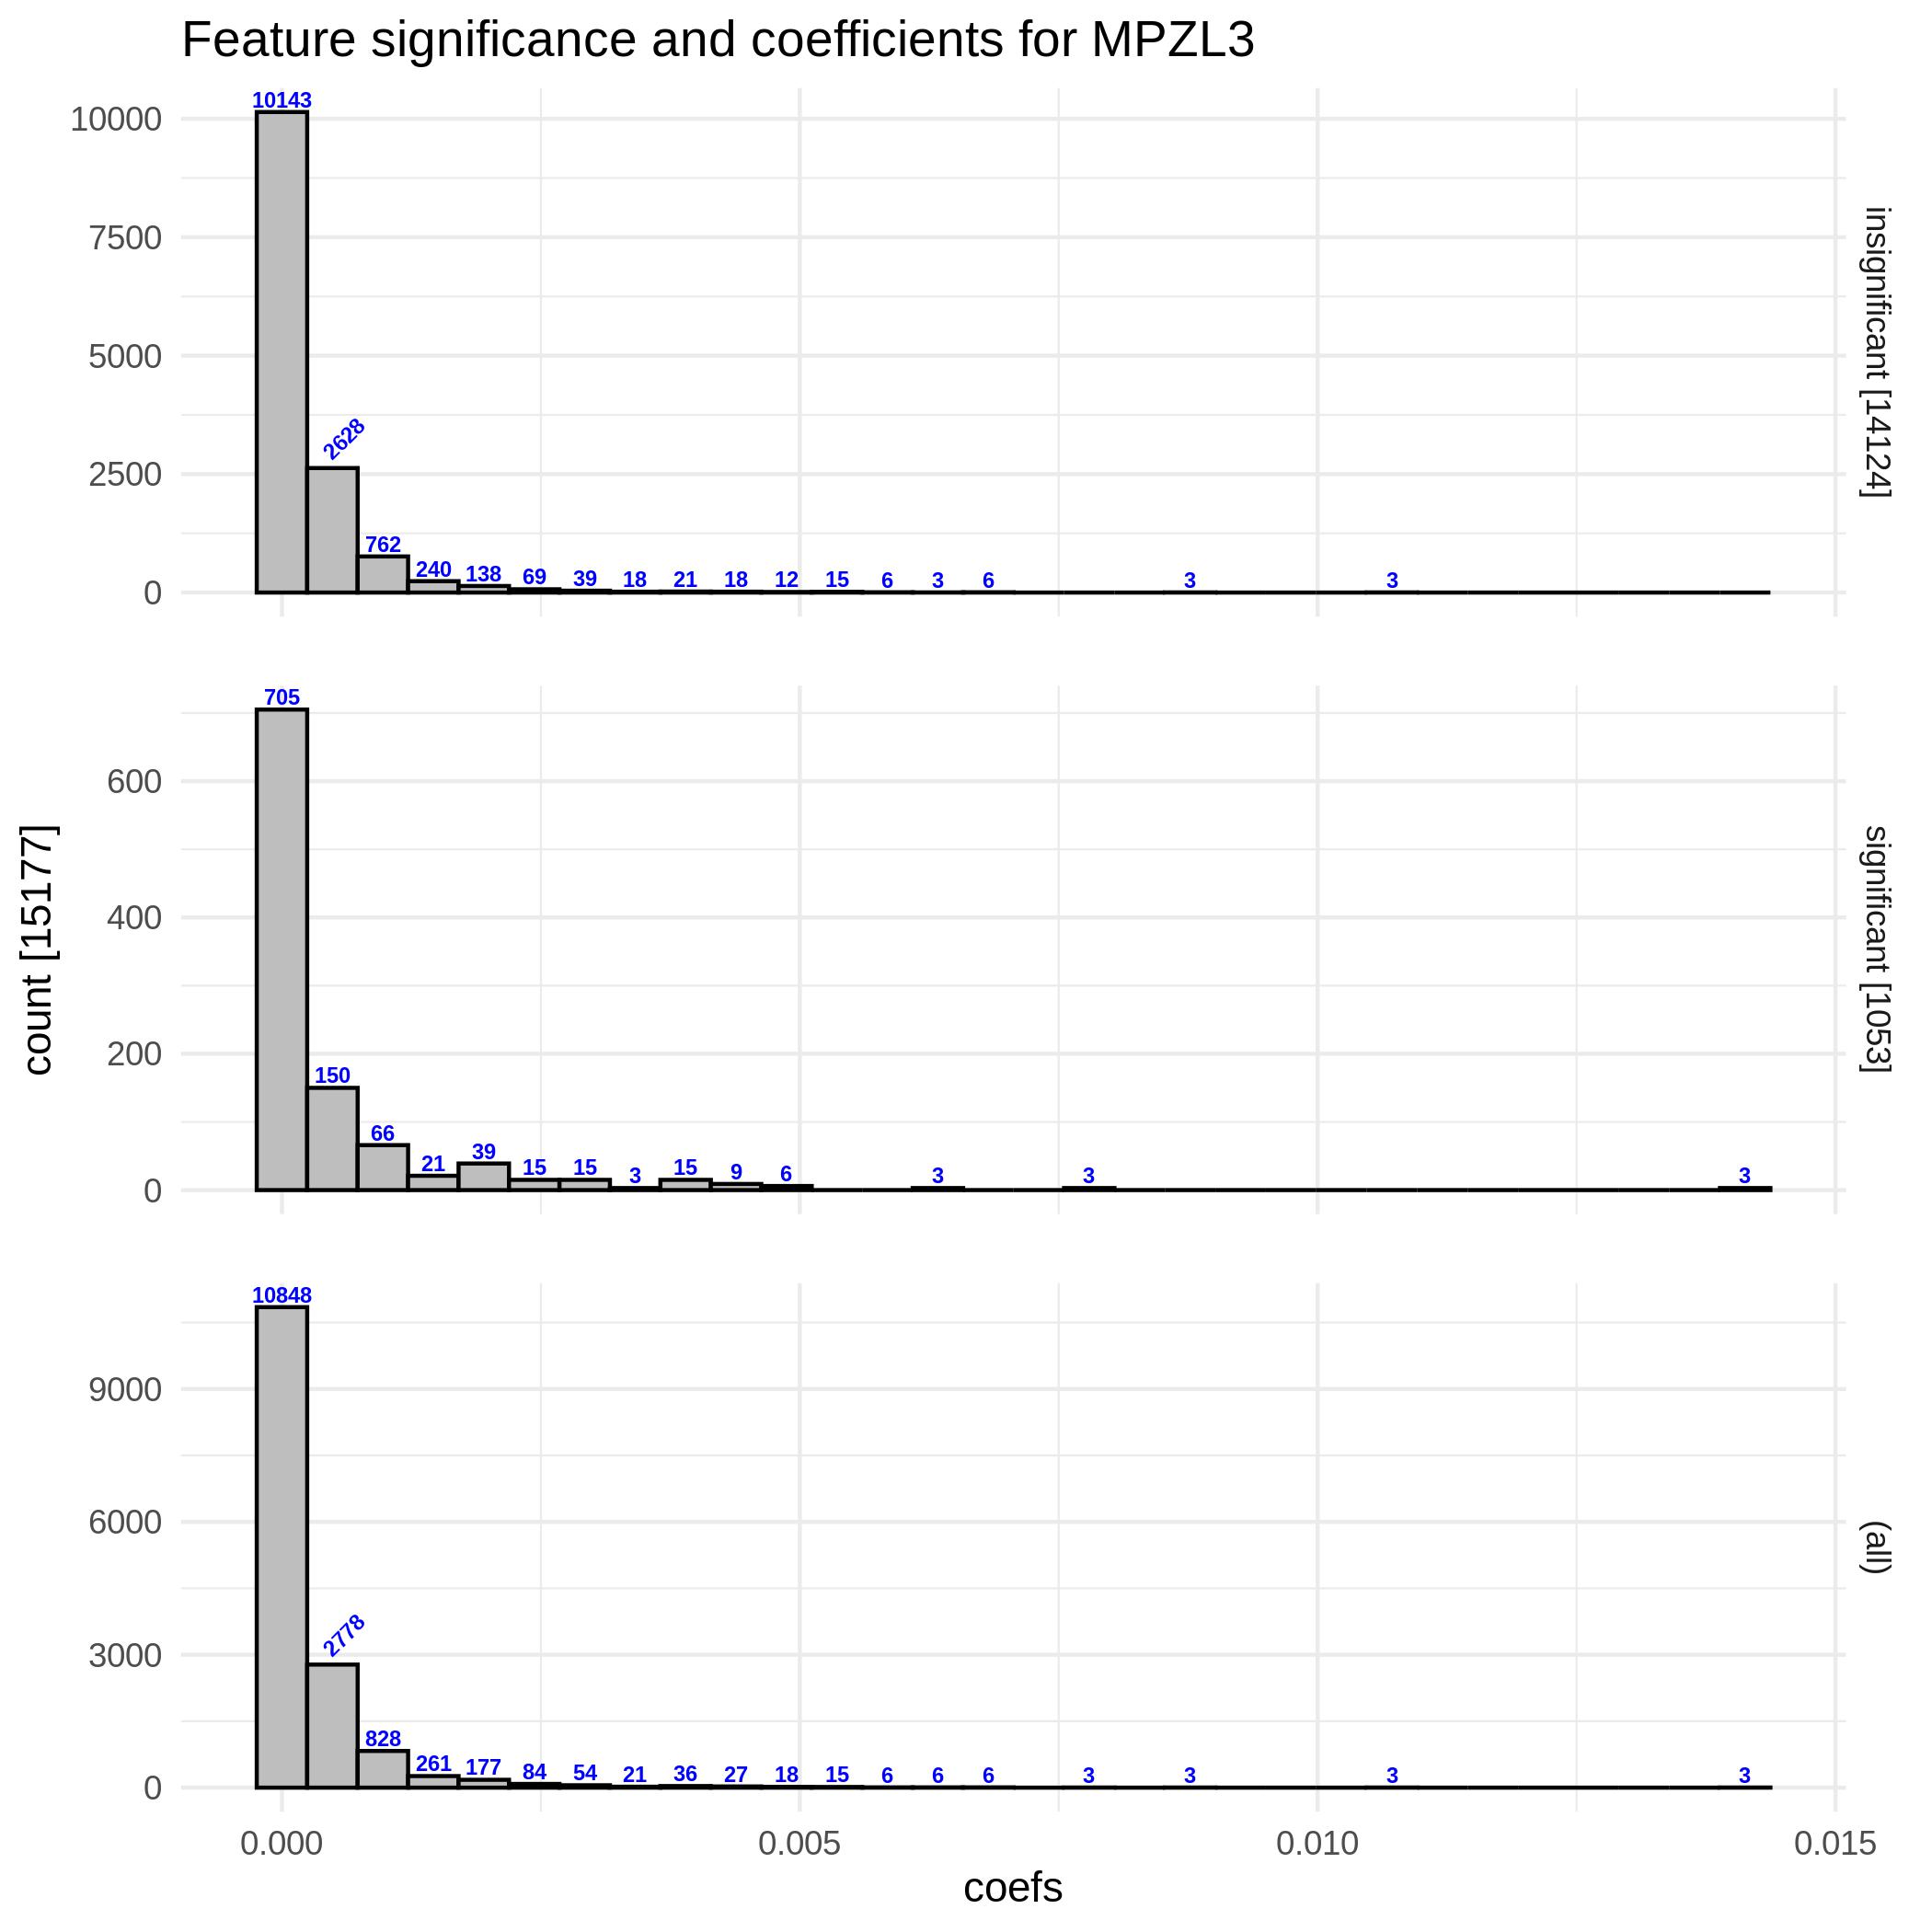 Feature significance and coefficients for MPZL3
10143
10000
7500
5000
2500
0
2628
762
240 138 69 39 18 21 18 12 15 6 3 6 3 3
insignificant [14124]
705
600
400
200
0
150
66
21 39 15 15 3 15 9 6 3 3 3
significant [1053]
count [15177]
10848
9000
6000
3000
0
2778
828
261 177 84 54 21 36 27 18 15 6 6 6 3 3 3 3
(all)
0.000 0.005 0.010 0.015
coefs